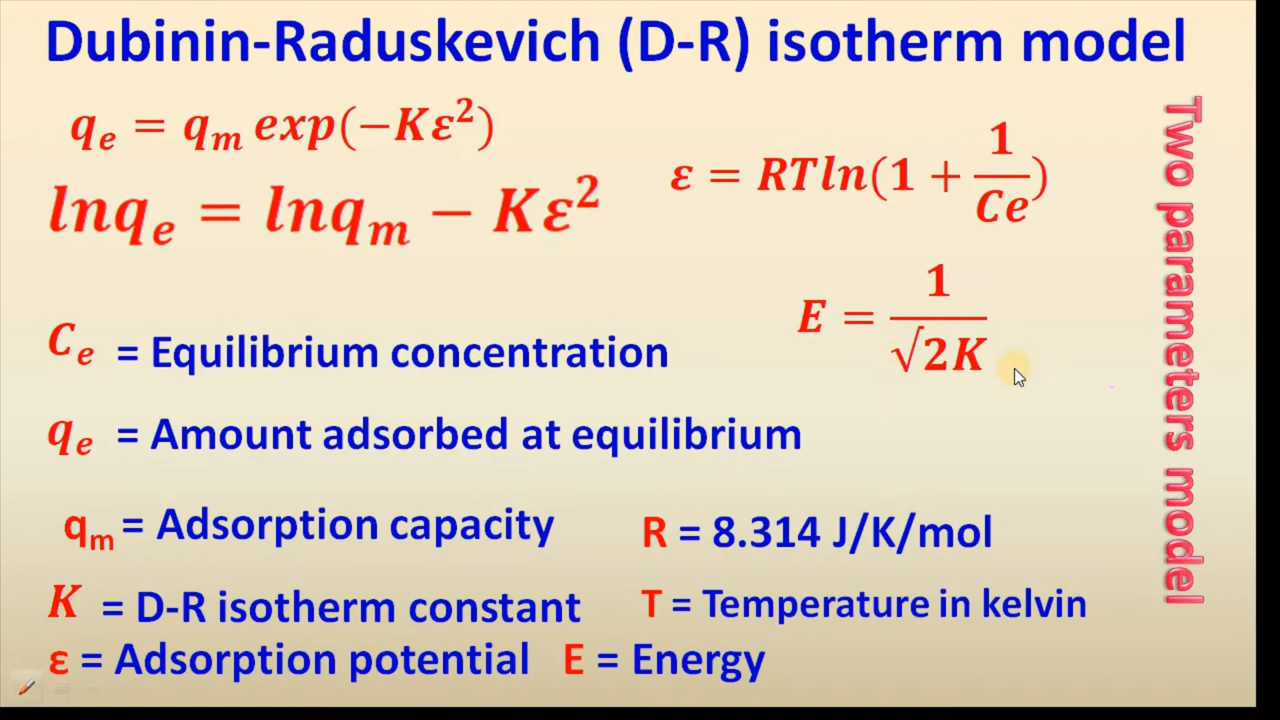 Dubinin-Raduskevich (D-R) isotherm model
qₑ = qₘ exp(−Kε²)
lnqₑ = lnqₘ − Kε²
ε = RTln(1 + 1/Ce)
E = 1/√2K
Cₑ = Equilibrium concentration
qₑ = Amount adsorbed at equilibrium
qₘ = Adsorption capacity
R = 8.314 J/K/mol
K = D-R isotherm constant
T = Temperature in kelvin
ε = Adsorption potential
E = Energy
Two parameters model